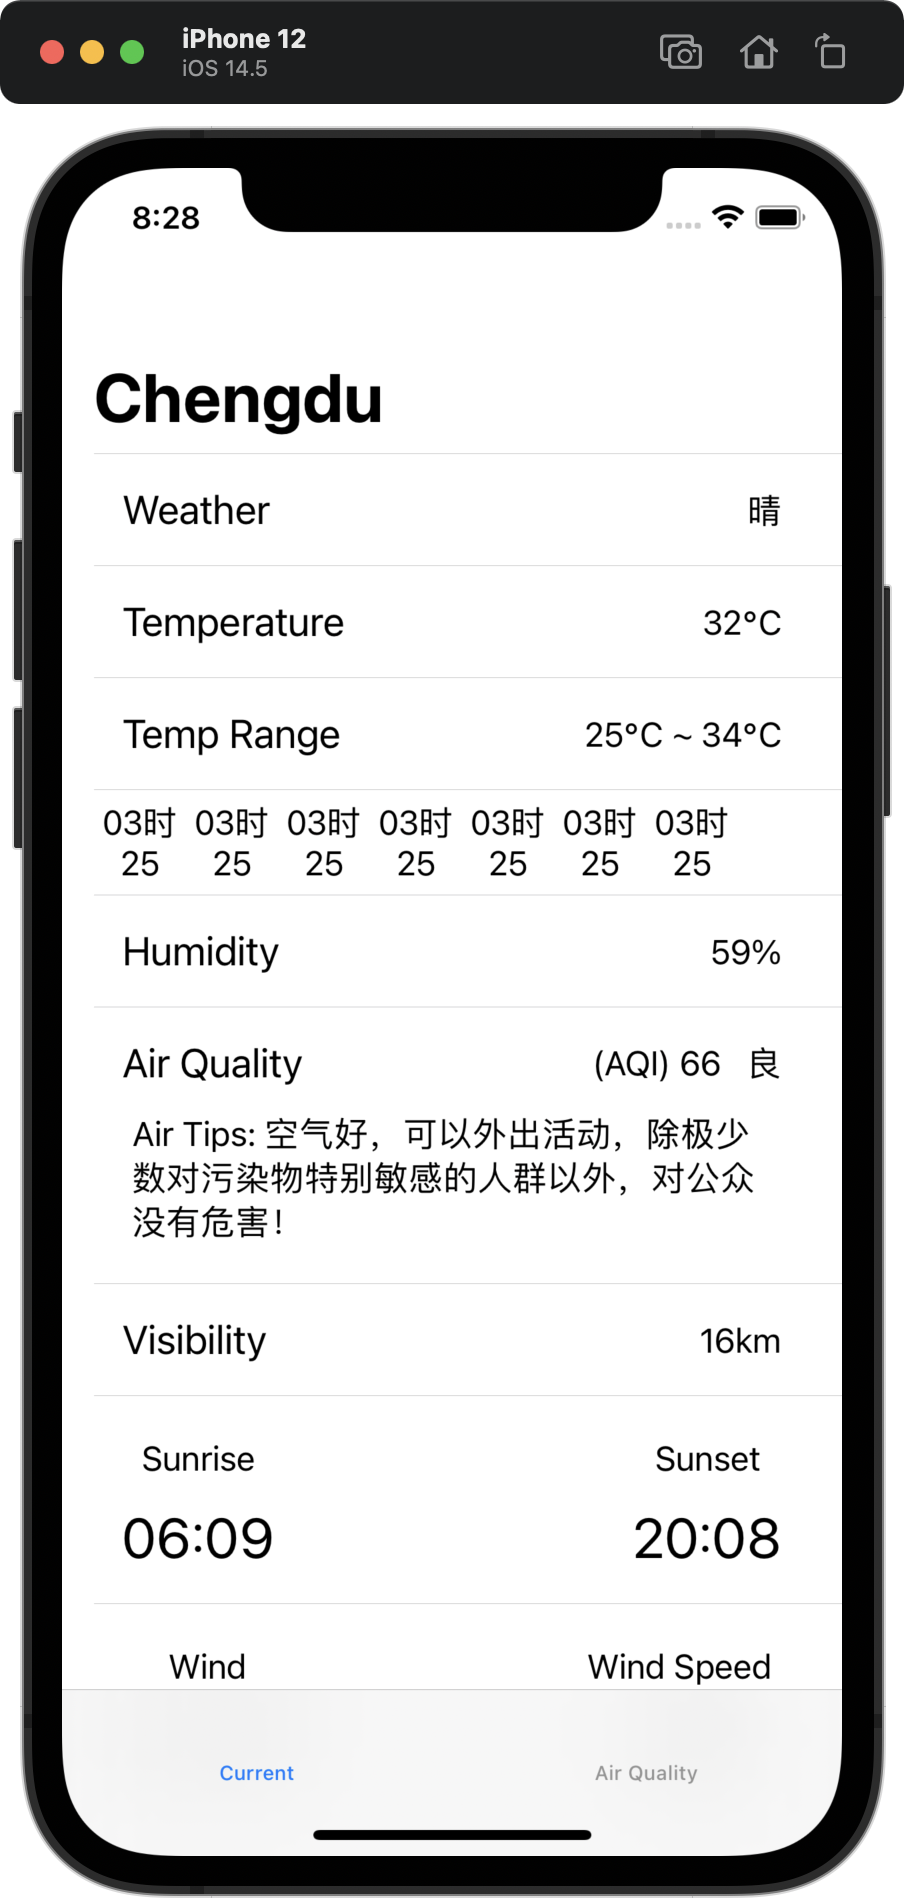 iPhone 12
iOS 14.5
8:28
Chengdu
Weather 晴
Temperature 32°C
Temp Range 25°C ~ 34°C
03时 03时 03时 03时 03时 03时 03时
25 25 25 25 25 25 25
Humidity 59%
Air Quality (AQI) 66 良
Air Tips: 空气好，可以外出活动，除极少
数对污染物特别敏感的人群以外，对公众
没有危害！
Visibility 16km
Sunrise Sunset
06:09 20:08
Wind Wind Speed
Current Air Quality